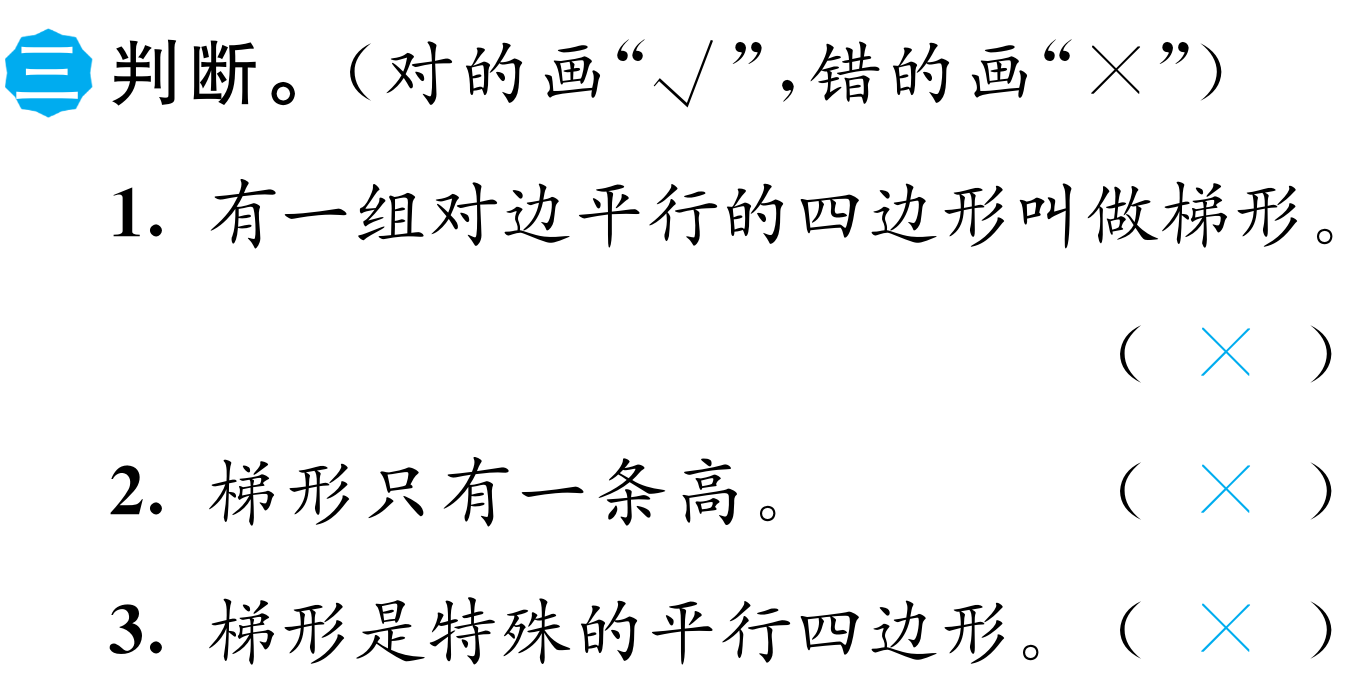 三 判断。(对的画“√”,错的画“×”)
1. 有一组对边平行的四边形叫做梯形。
( × )
2. 梯形只有一条高。 ( × )
3. 梯形是特殊的平行四边形。( × )